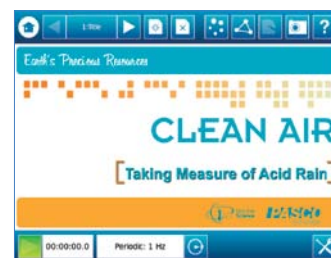 1:Title
?
Earth's Precious Resources
CLEAN AIR
[Taking Measure of Acid Rain]
PASCO
00:00:00.0 Periodic: 1 Hz